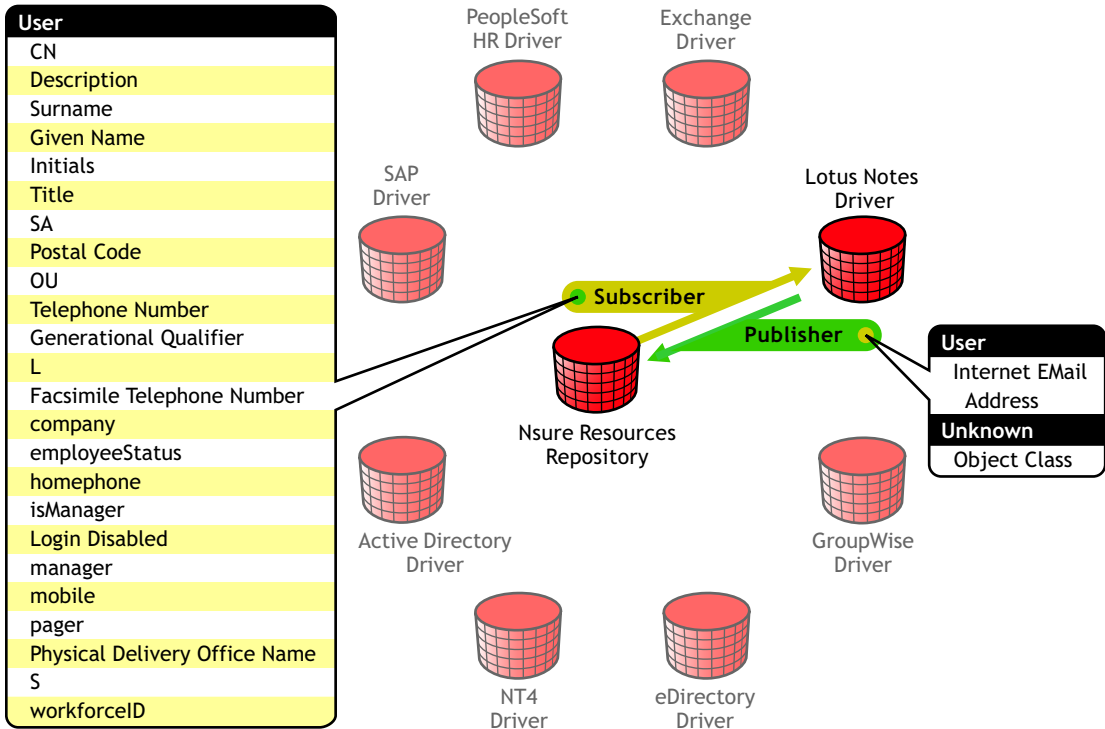 User
CN
Description
Surname
Given Name
Initials
Title
SA
Postal Code
OU
Telephone Number
Generational Qualifier
L
Facsimile Telephone Number
company
employeeStatus
homephone
isManager
Login Disabled
manager
mobile
pager
Physical Delivery Office Name
S
workforceID
PeopleSoft
HR Driver
Exchange
Driver
SAP
Driver
Lotus Notes
Driver
Subscriber
Publisher
Nsure Resources
Repository
User
Internet EMail
Address
Unknown
Object Class
Active Directory
Driver
GroupWise
Driver
NT4
Driver
eDirectory
Driver